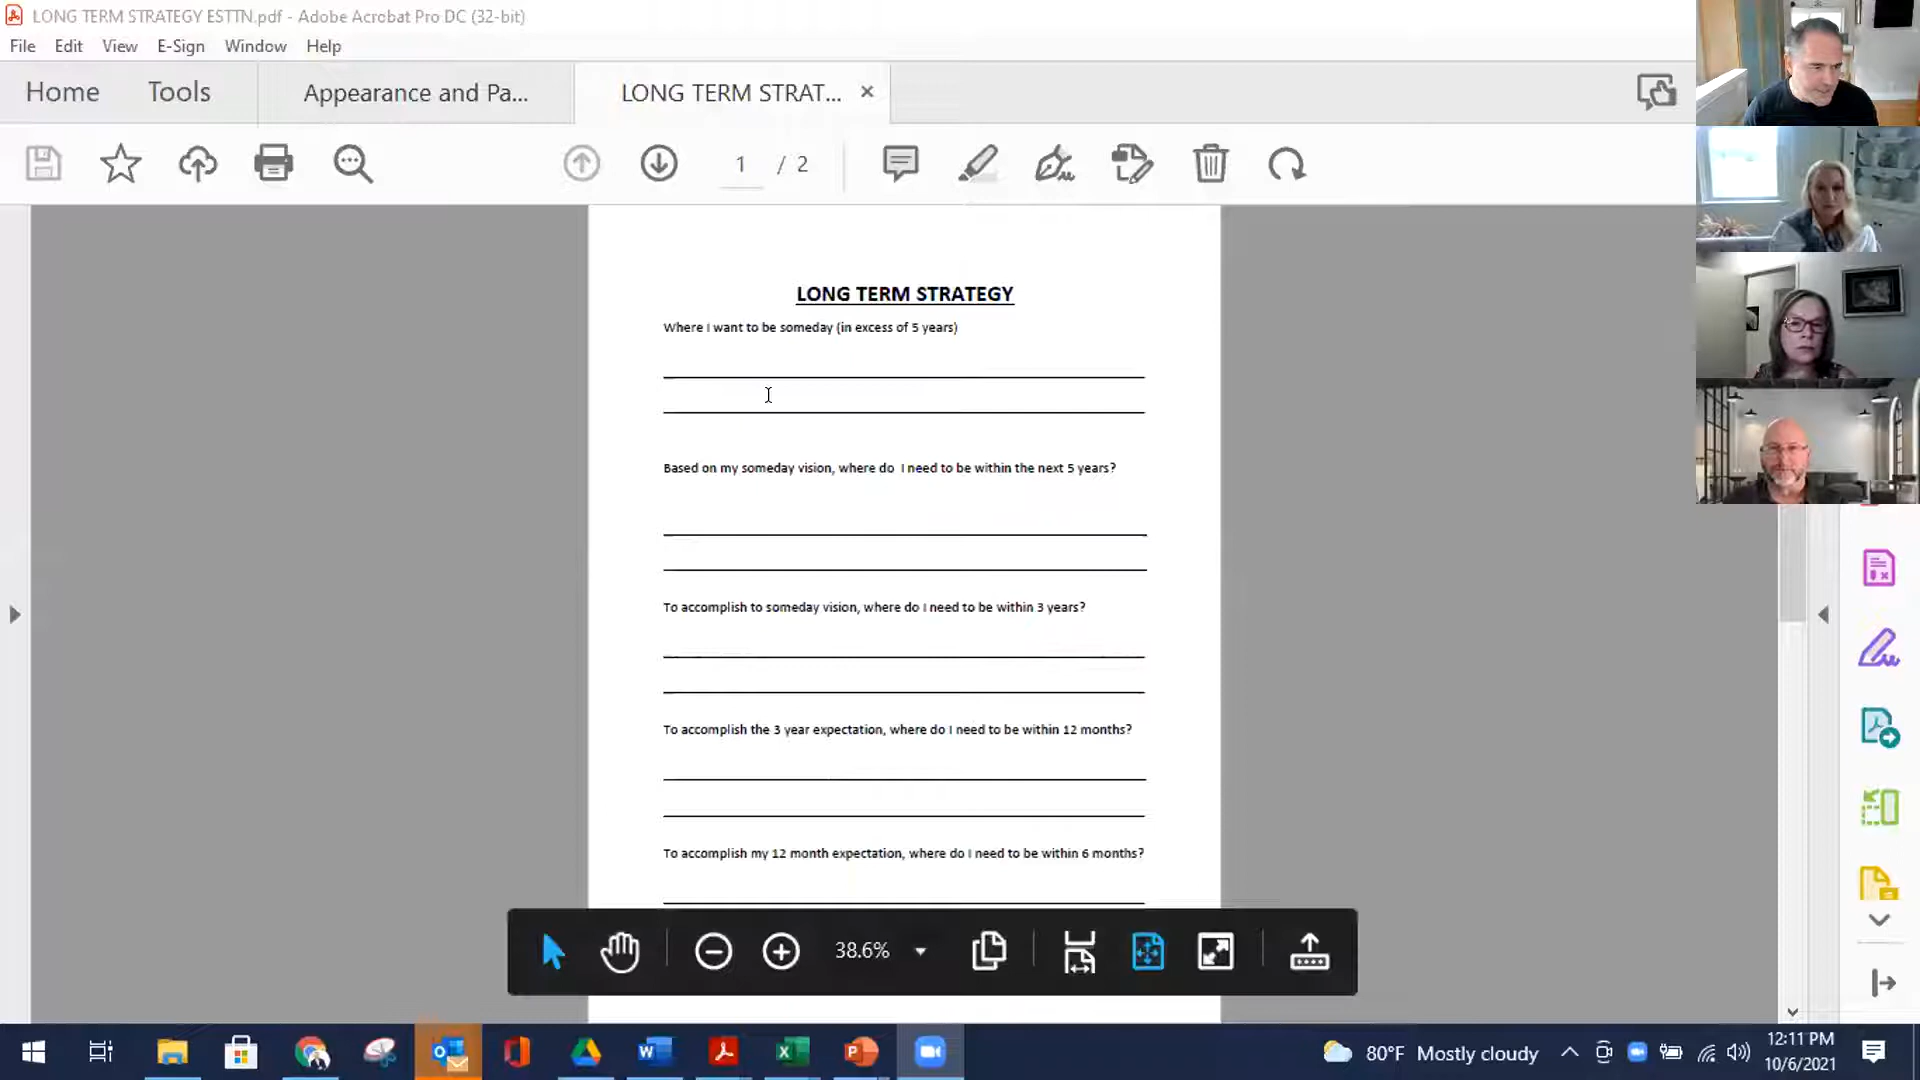 LONG TERM STRATEGY ESTTN.pdf - Adobe Acrobat Pro DC (32-bit)
File Edit View E-Sign Window Help
Home Tools Appearance and Pa... LONG TERM STRAT... ×
1 / 2
LONG TERM STRATEGY
Where I want to be someday (in excess of 5 years)
Based on my someday vision, where do I need to be within the next 5 years?
To accomplish to someday vision, where do I need to be within 3 years?
To accomplish the 3 year expectation, where do I need to be within 12 months?
To accomplish my 12 month expectation, where do I need to be within 6 months?
38.6%
80°F Mostly cloudy
12:11 PM
10/6/2021